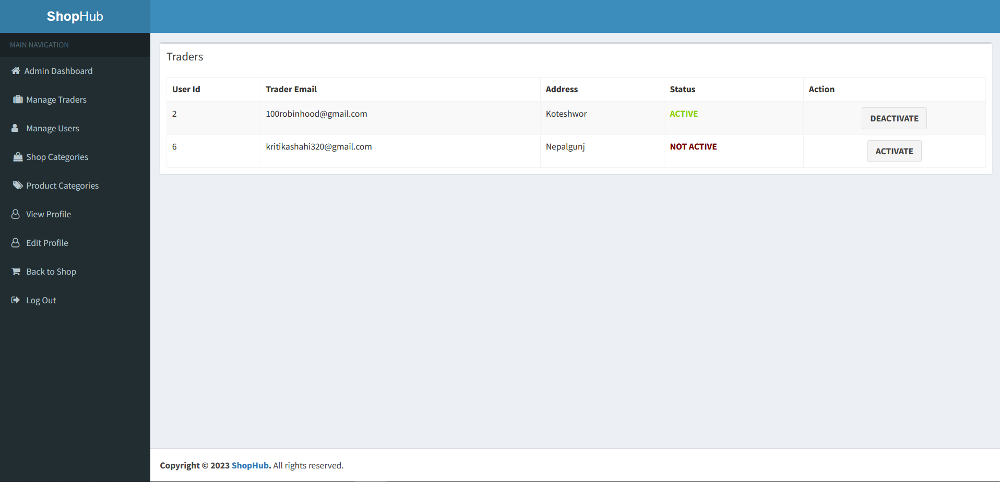 ShopHub
MAIN NAVIGATION
Admin Dashboard
Manage Traders
Manage Users
Shop Categories
Product Categories
View Profile
Edit Profile
Back to Shop
Log Out
Traders
User Id Trader Email Address Status Action
2 100robinhood@gmail.com Koteshwor ACTIVE DEACTIVATE
6 kritikashahi320@gmail.com Nepalgunj NOT ACTIVE ACTIVATE
Copyright © 2023 ShopHub. All rights reserved.